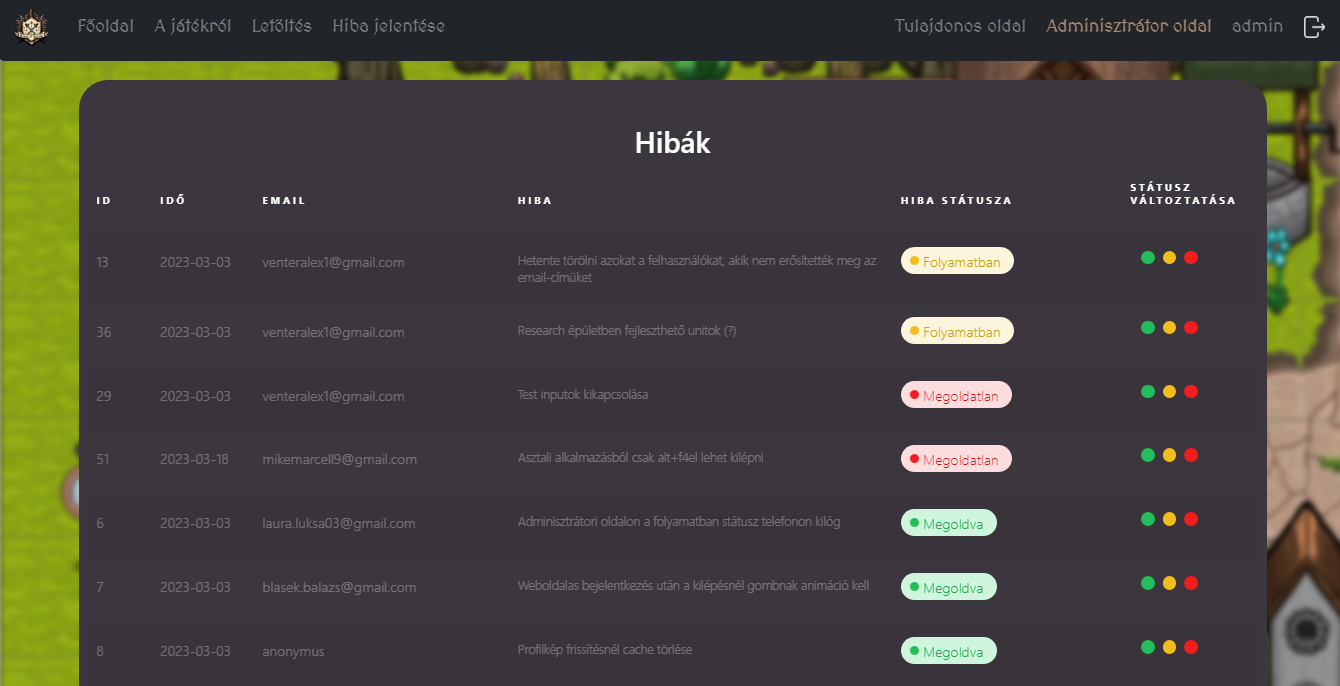 Főoldal A játékról Letöltés Hiba jelentése Tulajdonos oldal Adminisztrátor oldal admin
Hibák
ID IDŐ EMAIL HIBA HIBA STÁTUSZA STÁTUSZ
VÁLTOZTATÁSA
13 2023-03-03 venteralex1@gmail.com Hetente törölni azokat a felhasználókat, akik nem erősítették meg az
email-címüket Folyamatban
36 2023-03-03 venteralex1@gmail.com Research épületben fejleszthető unitok (?) Folyamatban
29 2023-03-03 venteralex1@gmail.com Test inputok kikapcsolása Megoldatlan
51 2023-03-18 mikemarcell9@gmail.com Asztali alkalmazásból csak alt+f4el lehet kilépni Megoldatlan
6 2023-03-03 laura.luksa03@gmail.com Adminisztrátori oldalon a folyamatban státusz telefonon kilóg Megoldva
7 2023-03-03 blasek.balazs@gmail.com Weboldalas bejelentkezés után a kilépésnél gombnak animáció kell Megoldva
8 2023-03-03 anonymus Profilkép frissítésnél cache törlése Megoldva